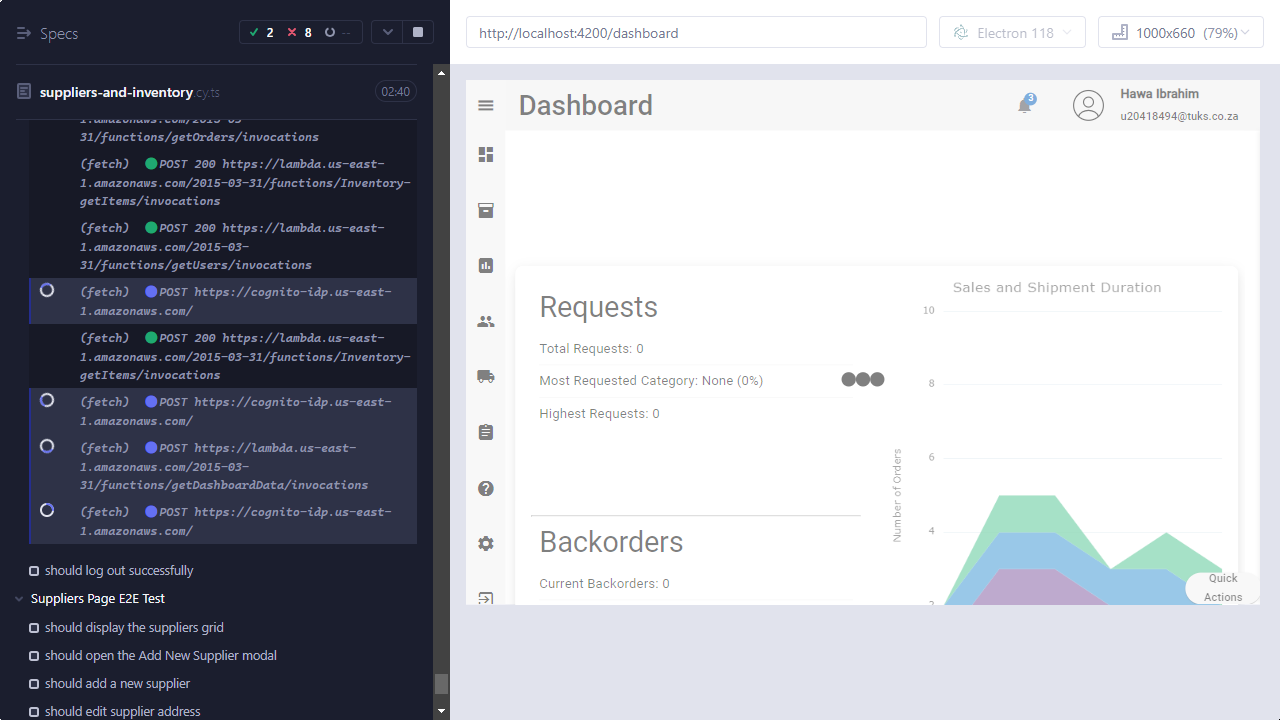 Specs
2
8
--
suppliers-and-inventory.cy.ts
02:40
1.amazonaws.com/2015-03-
31/functions/getOrders/invocations
(fetch) POST 200 https://lambda.us-east-
1.amazonaws.com/2015-03-31/functions/Inventory-
getItems/invocations
(fetch) POST 200 https://lambda.us-east-
1.amazonaws.com/2015-03-
31/functions/getUsers/invocations
(fetch) POST https://cognito-idp.us-east-
1.amazonaws.com/
(fetch) POST 200 https://lambda.us-east-
1.amazonaws.com/2015-03-31/functions/Inventory-
getItems/invocations
(fetch) POST https://cognito-idp.us-east-
1.amazonaws.com/
(fetch) POST https://lambda.us-east-
1.amazonaws.com/2015-03-
31/functions/getDashboardData/invocations
(fetch) POST https://cognito-idp.us-east-
1.amazonaws.com/
should log out successfully
Suppliers Page E2E Test
should display the suppliers grid
should open the Add New Supplier modal
should add a new supplier
should edit supplier address
http://localhost:4200/dashboard
Electron 118
1000x660 (79%)
Dashboard
3
Hawa Ibrahim
u20418494@tuks.co.za
Requests
Total Requests: 0
Most Requested Category: None (0%)
Highest Requests: 0
Backorders
Current Backorders: 0
Sales and Shipment Duration
10
8
6
4
2
Number of Orders
Quick
Actions